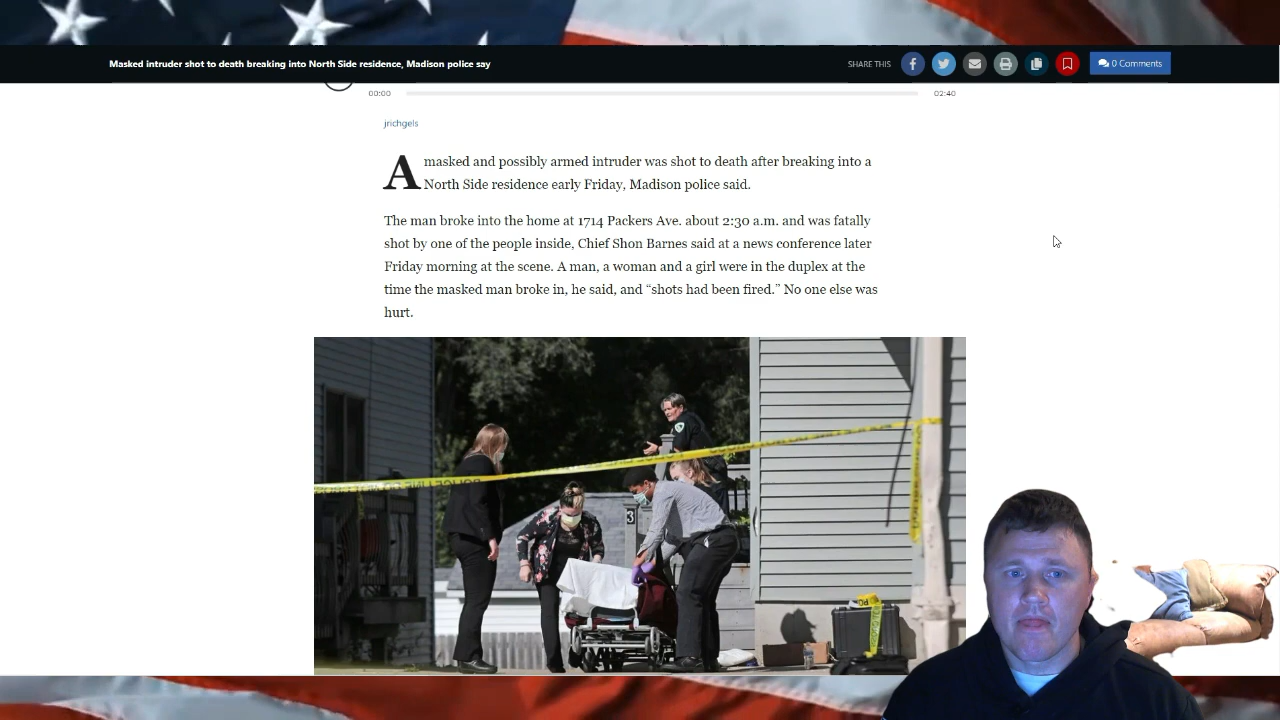 Masked intruder shot to death breaking into North Side residence, Madison police say
SHARE THIS
0 Comments
00:00
02:40
jrichgels
A masked and possibly armed intruder was shot to death after breaking into a
North Side residence early Friday, Madison police said.
The man broke into the home at 1714 Packers Ave. about 2:30 a.m. and was fatally
shot by one of the people inside, Chief Shon Barnes said at a news conference later
Friday morning at the scene. A man, a woman and a girl were in the duplex at the
time the masked man broke in, he said, and “shots had been fired.” No one else was
hurt.
POLICE LINE DO NOT
3